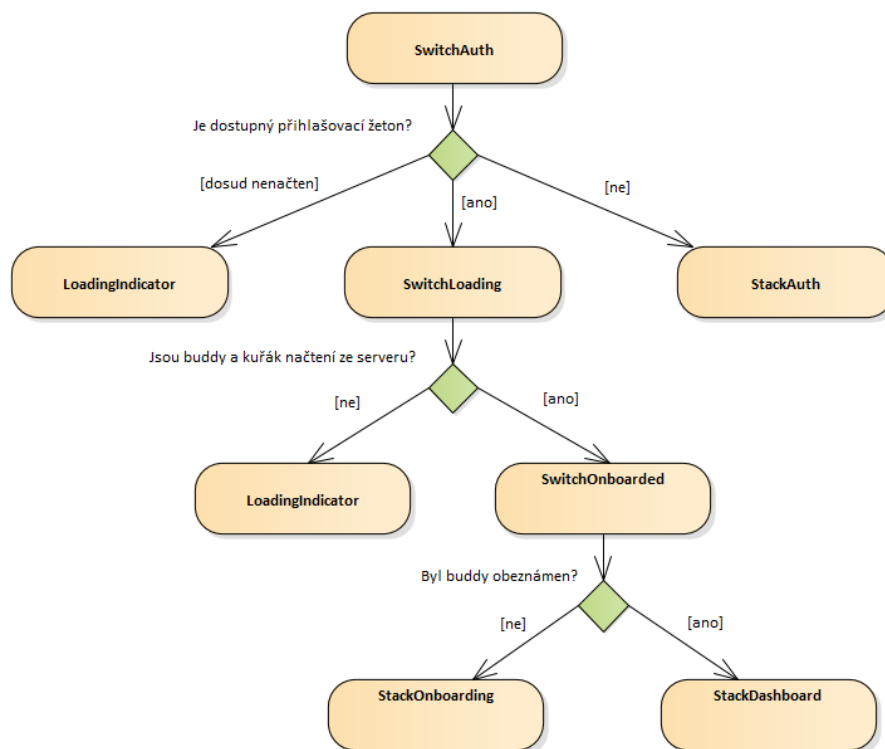 SwitchAuth
Je dostupný přihlašovací žeton?
[dosud nenačten]
[ano]
[ne]
LoadingIndicator
SwitchLoading
StackAuth
Jsou buddy a kuřák načtení ze serveru?
[ne]
[ano]
LoadingIndicator
SwitchOnboarded
Byl buddy obeznámen?
[ne]
[ano]
StackOnboarding
StackDashboard